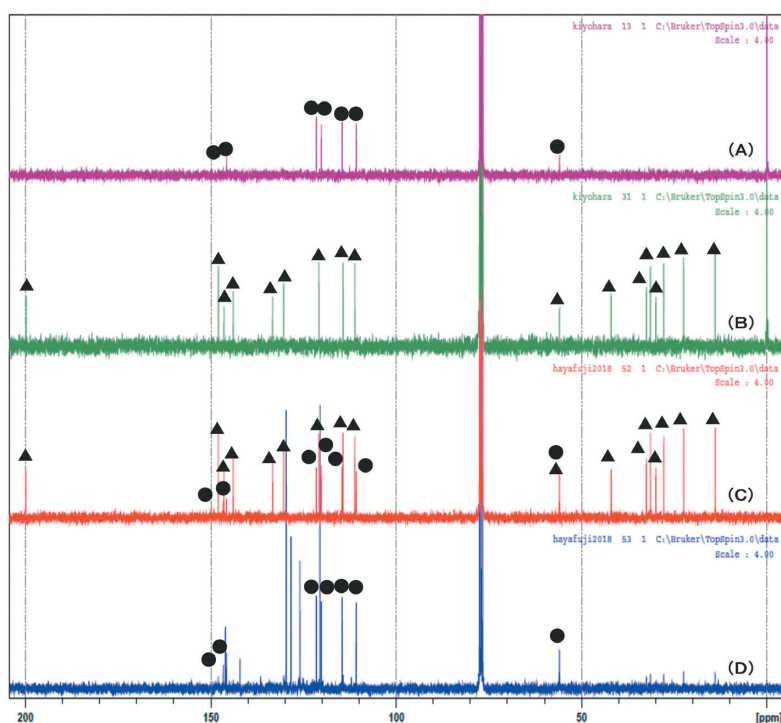 kiyohara 13 1 C:\Bruker\TopSpin3.0\data
Scale : 4.00
(A)
kiyohara 31 1 C:\Bruker\TopSpin3.0\data
Scale : 4.00
(B)
hayafuji2018 52 1 C:\Bruker\TopSpin3.0\data
Scale : 4.00
(C)
hayafuji2018 53 1 C:\Bruker\TopSpin3.0\data
Scale : 4.00
(D)
200 150 100 50 [ppm]